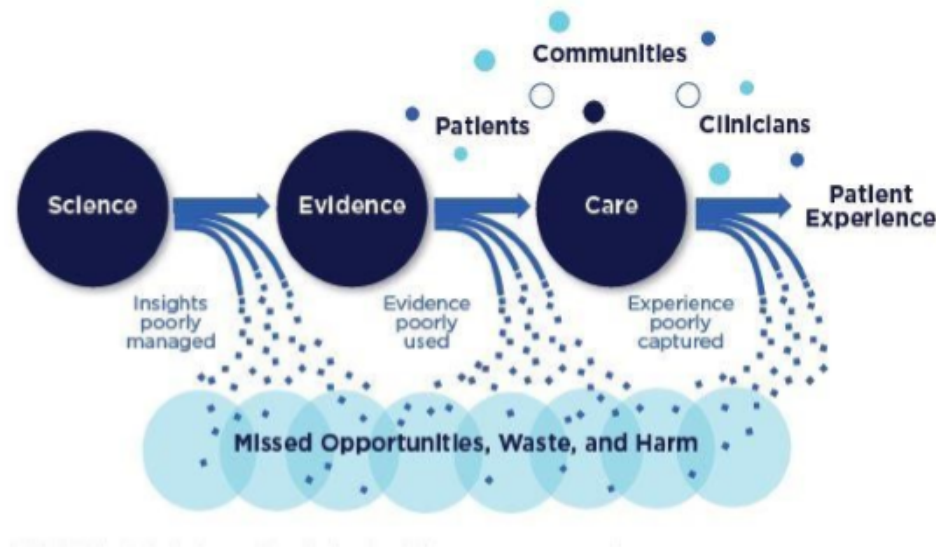 Communities
Patients
Clinicians
Science
Evidence
Care
Patient
Experience
Insights
poorly
managed
Evidence
poorly
used
Experience
poorly
captured
Missed Opportunities, Waste, and Harm